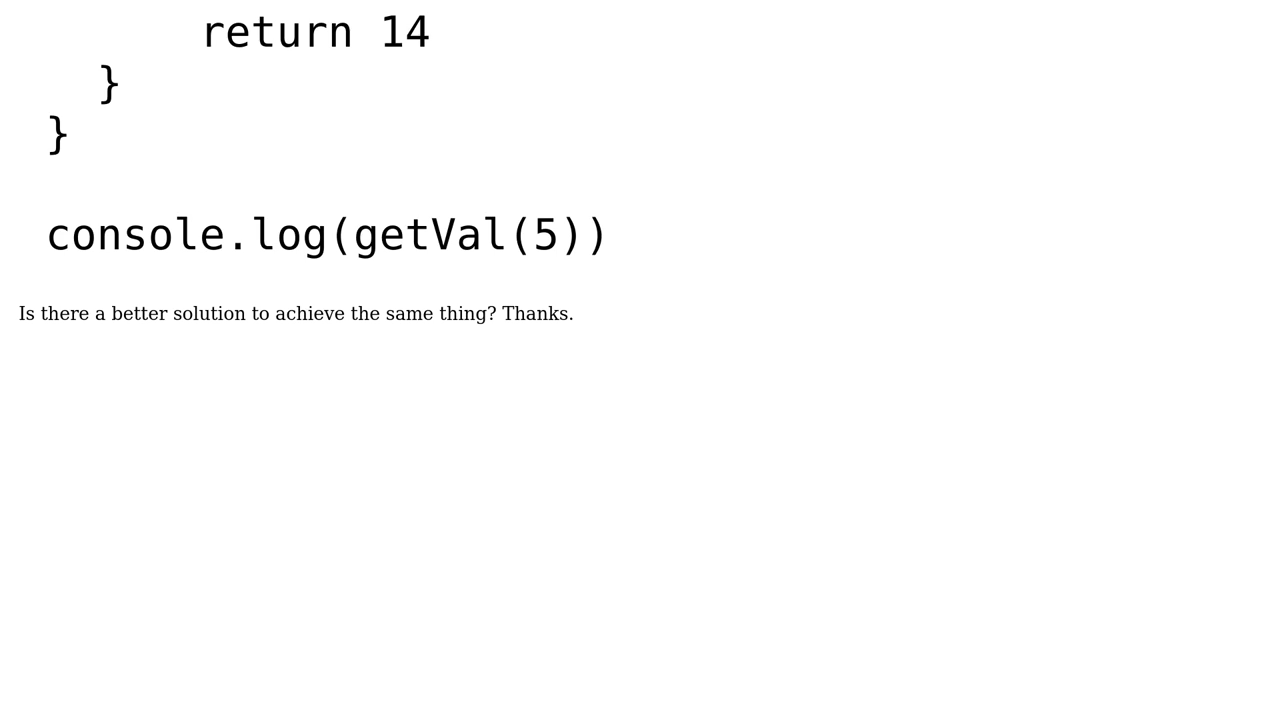 return 14
}
}
console.log(getVal(5))
Is there a better solution to achieve the same thing? Thanks.